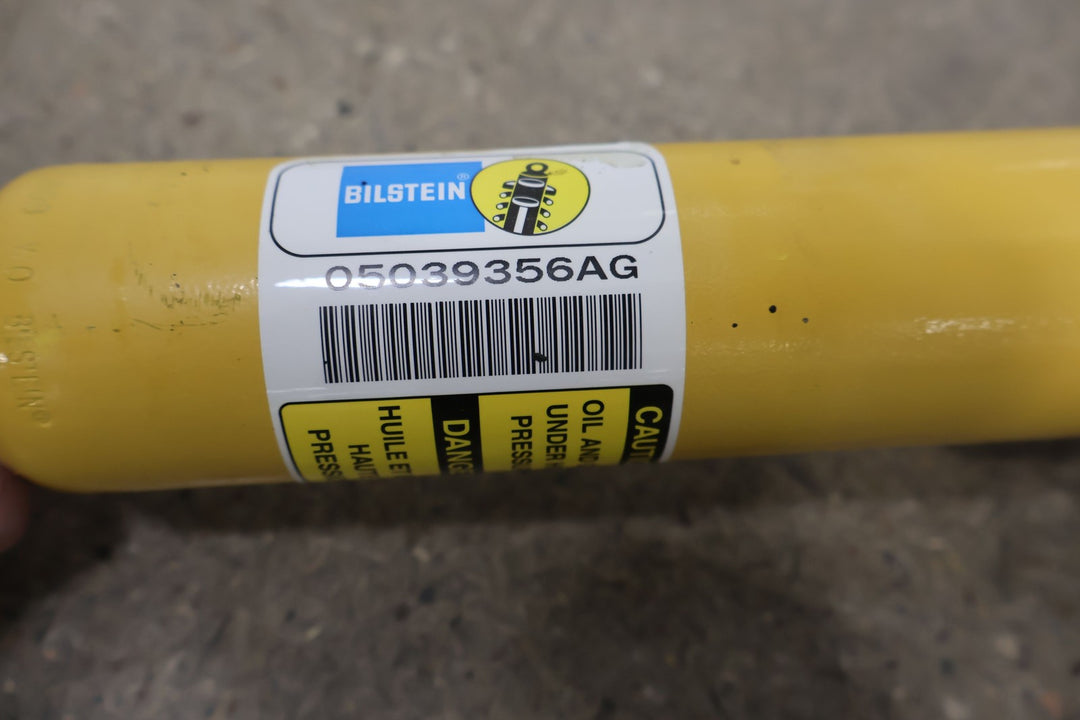 BILSTEIN®
05039356AG
CAUT
OIL AND
UNDER H
PRESS
DANGE
HUILE ET
HAUT
PRESS